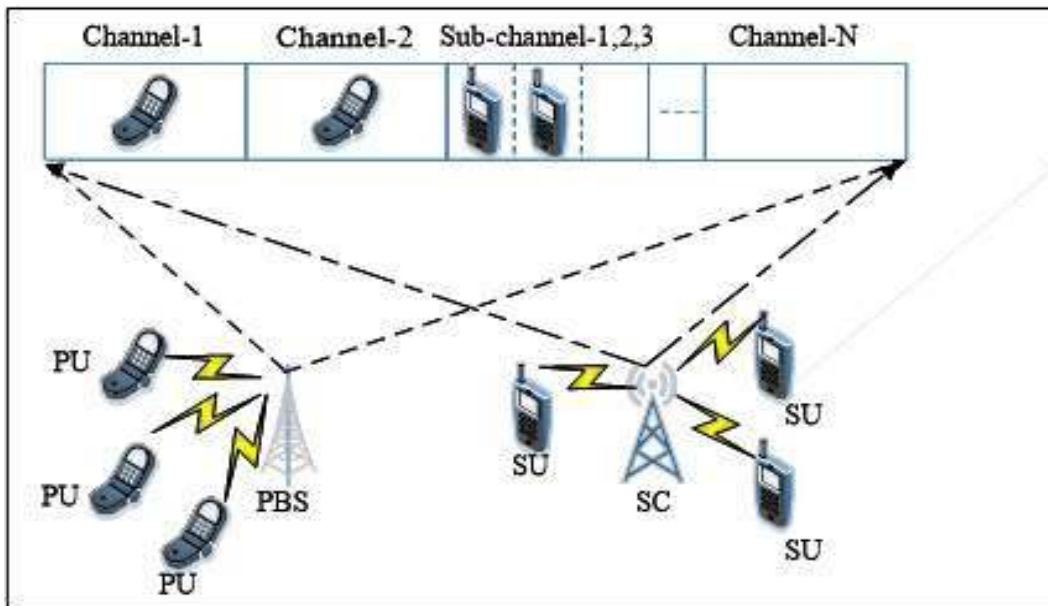 Channel-1 Channel-2 Sub-channel-1,2,3 Channel-N
PU
PU
PU
PBS
SU
SC
SU
SU